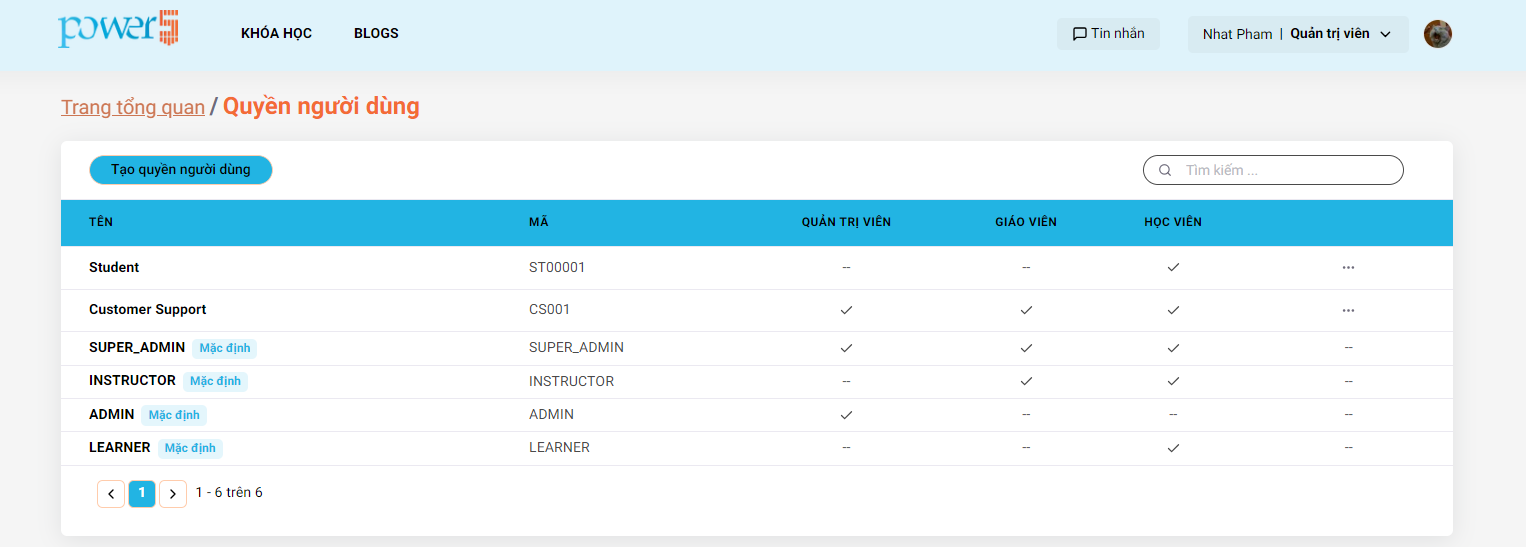 power5 KHÓA HỌC BLOGS Tin nhắn Nhat Pham | Quản trị viên
Trang tổng quan / Quyền người dùng
Tạo quyền người dùng Tìm kiếm ...
TÊN MÃ QUẢN TRỊ VIÊN GIÁO VIÊN HỌC VIÊN
Student ST00001 -- -- ✓ ···
Customer Support CS001 ✓ ✓ ✓ ···
SUPER_ADMIN Mặc định SUPER_ADMIN ✓ ✓ ✓ --
INSTRUCTOR Mặc định INSTRUCTOR -- ✓ ✓ --
ADMIN Mặc định ADMIN ✓ -- -- --
LEARNER Mặc định LEARNER -- -- ✓ --
< 1 > 1 - 6 trên 6